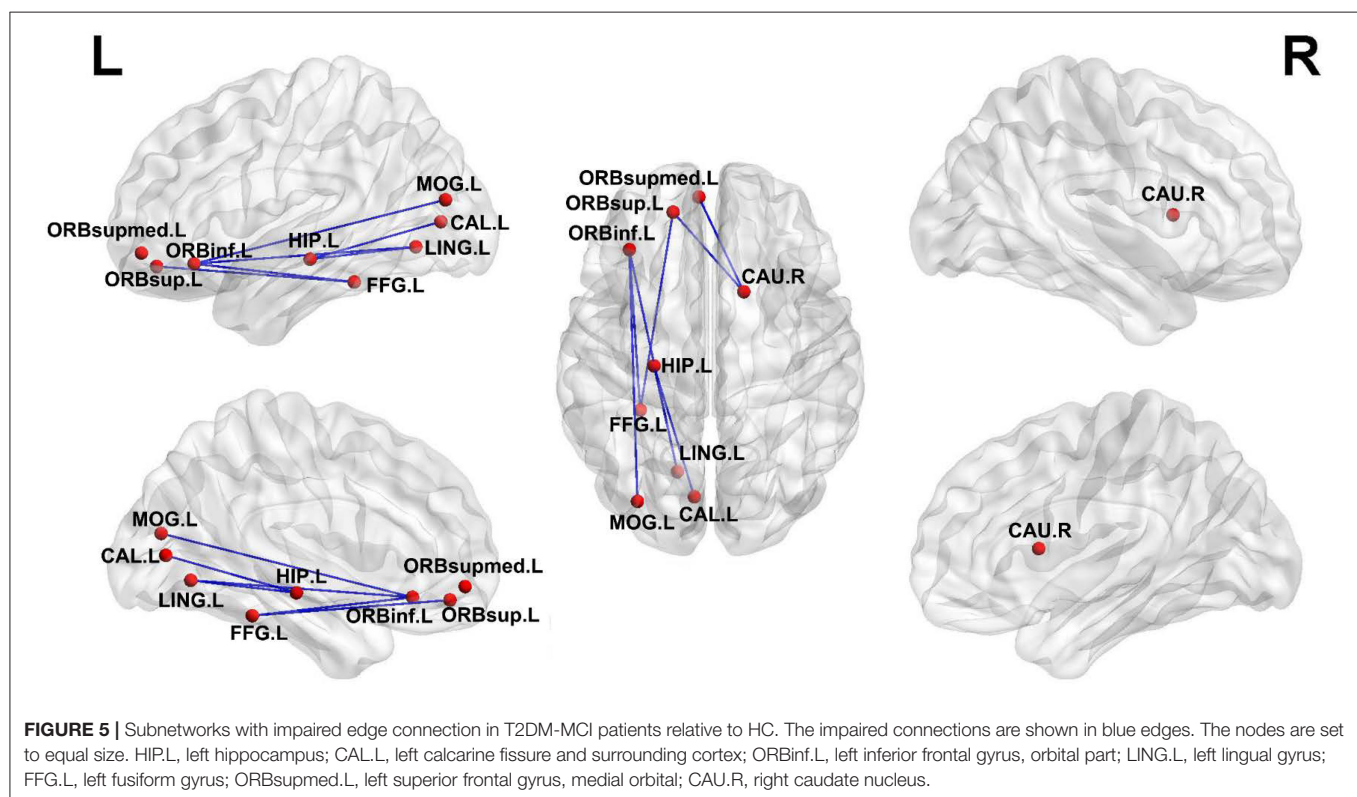 L
R
MOG.L
CAL.L
ORBsupmed.L
ORBinf.L
HIP.L
LING.L
ORBsup.L
FFG.L
ORBsupmed.L
ORBsup.L
ORBinf.L
CAU.R
HIP.L
FFG.L
LING.L
MOG.L
CAL.L
CAU.R
MOG.L
CAL.L
HIP.L
ORBsupmed.L
LING.L
ORBinf.L
ORBsup.L
FFG.L
CAU.R
FIGURE 5 | Subnetworks with impaired edge connection in T2DM-MCI patients relative to HC. The impaired connections are shown in blue edges. The nodes are set
to equal size. HIP.L, left hippocampus; CAL.L, left calcarine fissure and surrounding cortex; ORBinf.L, left inferior frontal gyrus, orbital part; LING.L, left lingual gyrus;
FFG.L, left fusiform gyrus; ORBsupmed.L, left superior frontal gyrus, medial orbital; CAU.R, right caudate nucleus.